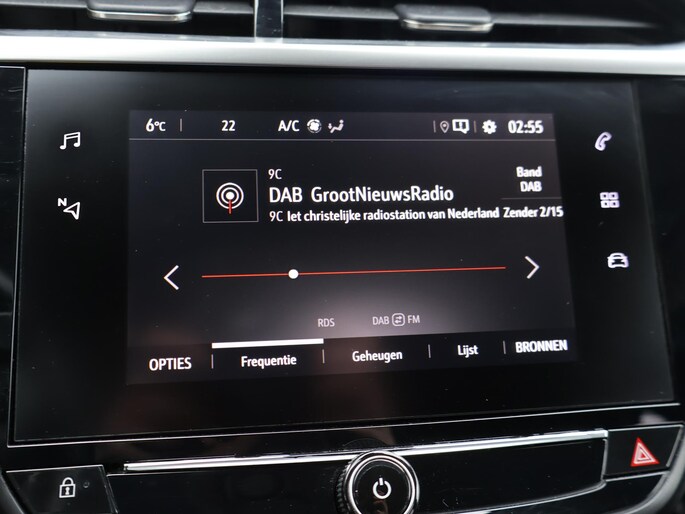 6°C 22 A/C 02:55
9C
DAB GrootNieuwsRadio
Band
DAB
9C Iet christelijke radiostation van Nederland Zender 2/15
RDS DAB FM
OPTIES Frequentie Geheugen Lijst BRONNEN
N